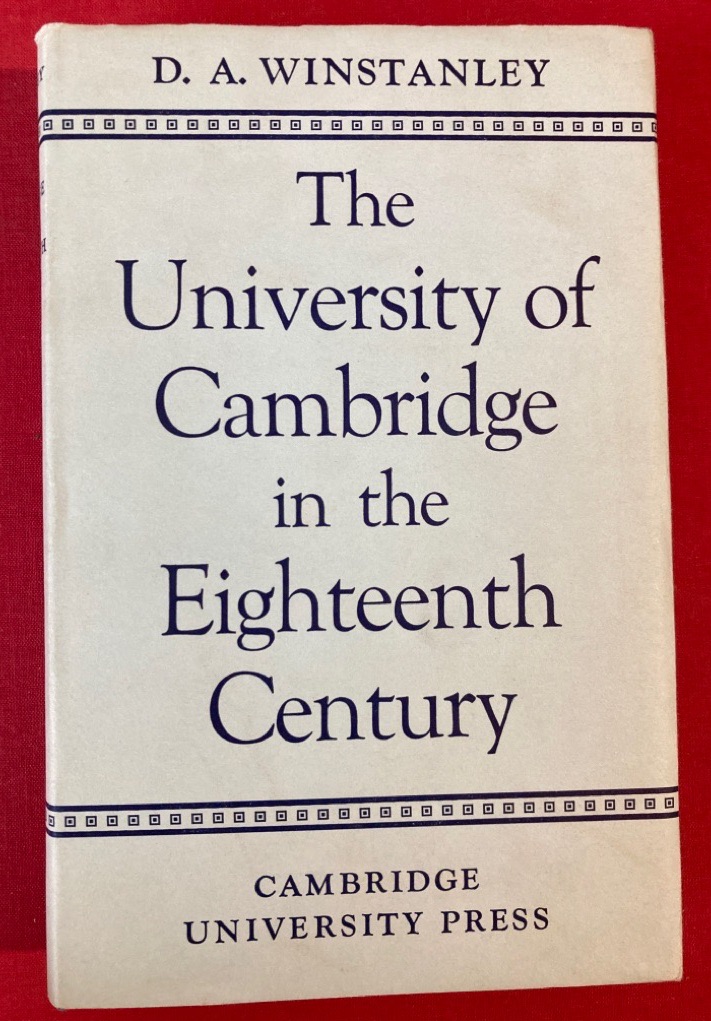 D. A. WINSTANLEY
The
University of
Cambridge
in the
Eighteenth
Century
CAMBRIDGE
UNIVERSITY PRESS